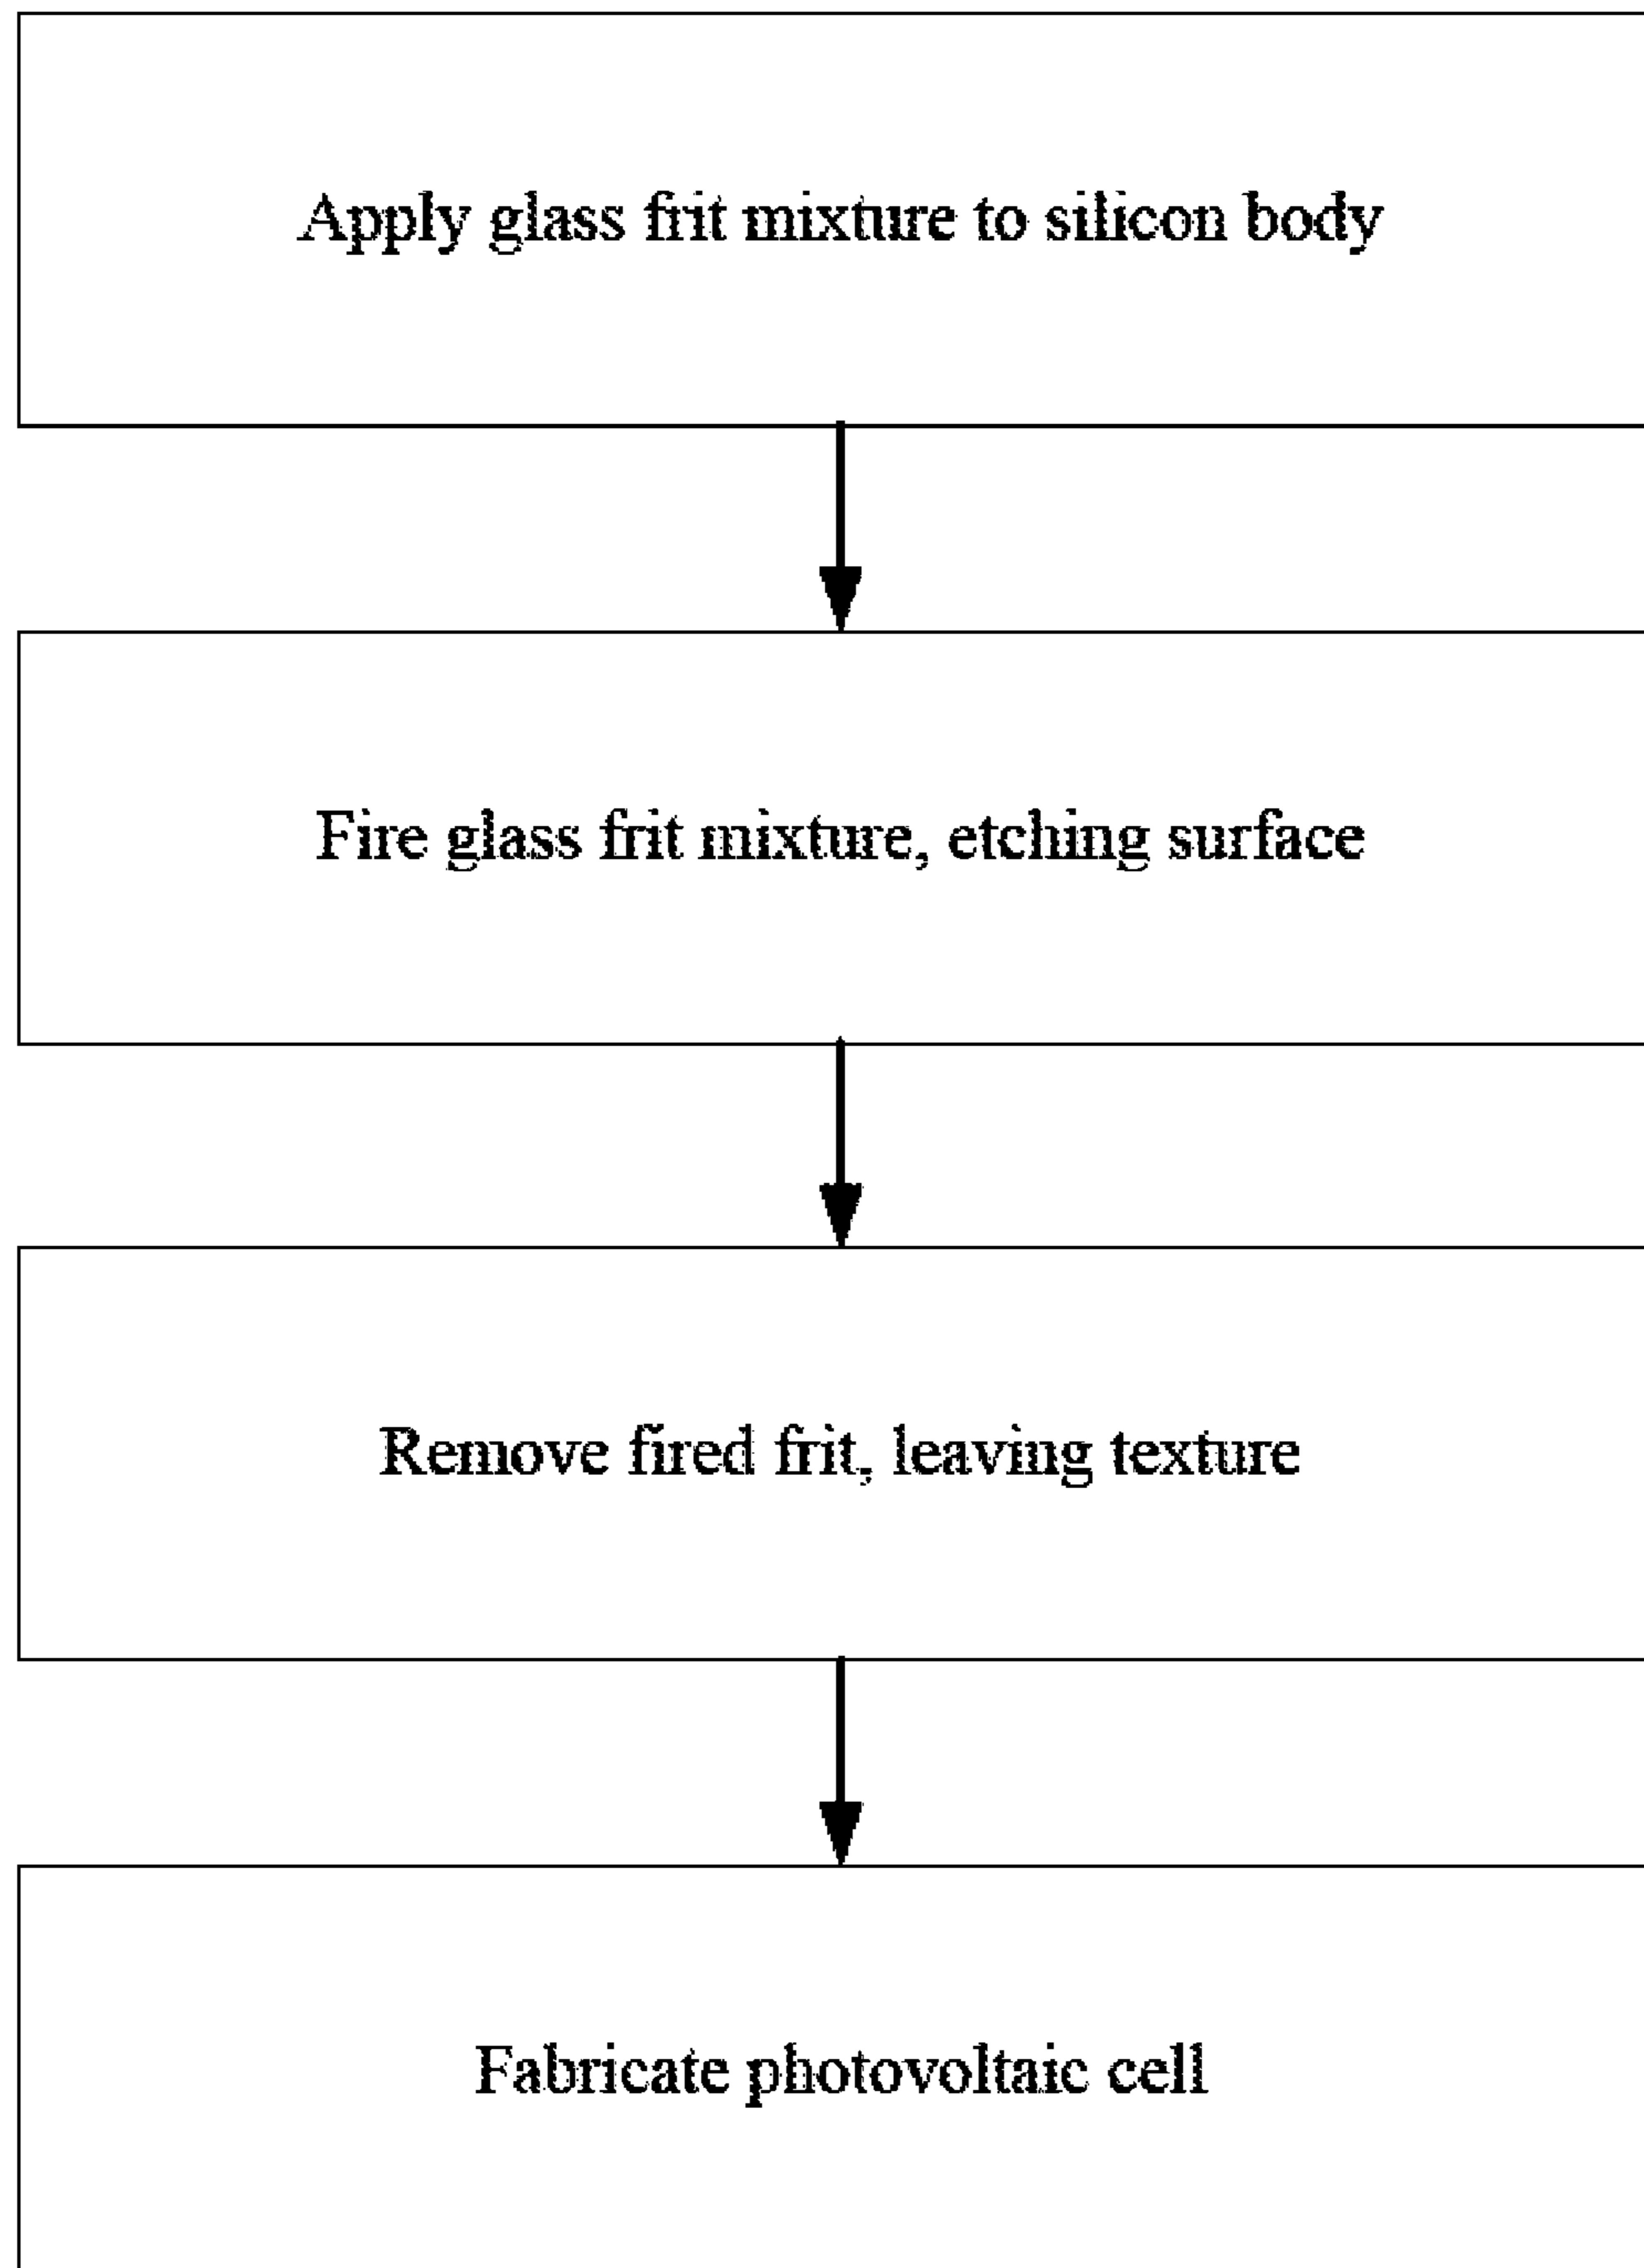 Apply glass frit mixture to silicon body
Fire glass frit mixture, etching surface
Remove fired frit, leaving texture
Fabricate photovoltaic cell